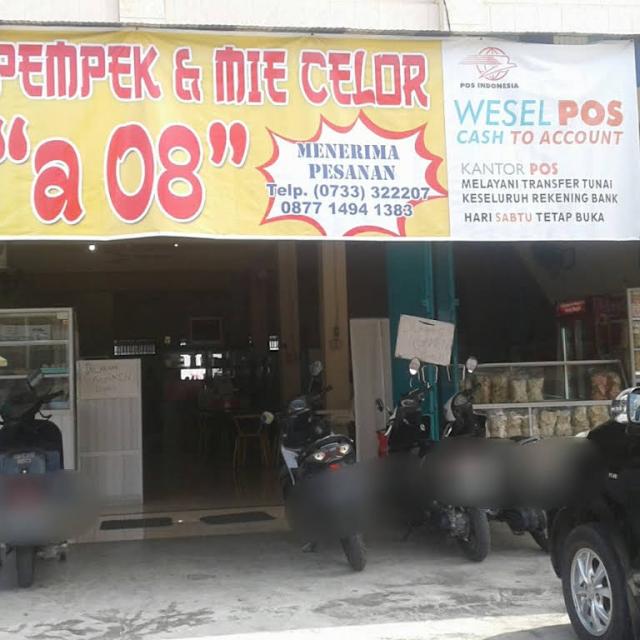 PEMPEK & MIE CELOR
"a 08"
MENERIMA
PESANAN
Telp. (0733) 322207
0877 1494 1383
POS INDONESIA
WESEL POS
CASH TO ACCOUNT
KANTOR POS
MELAYANI TRANSFER TUNAI
KESELURUH REKENING BANK
HARI SABTU TETAP BUKA